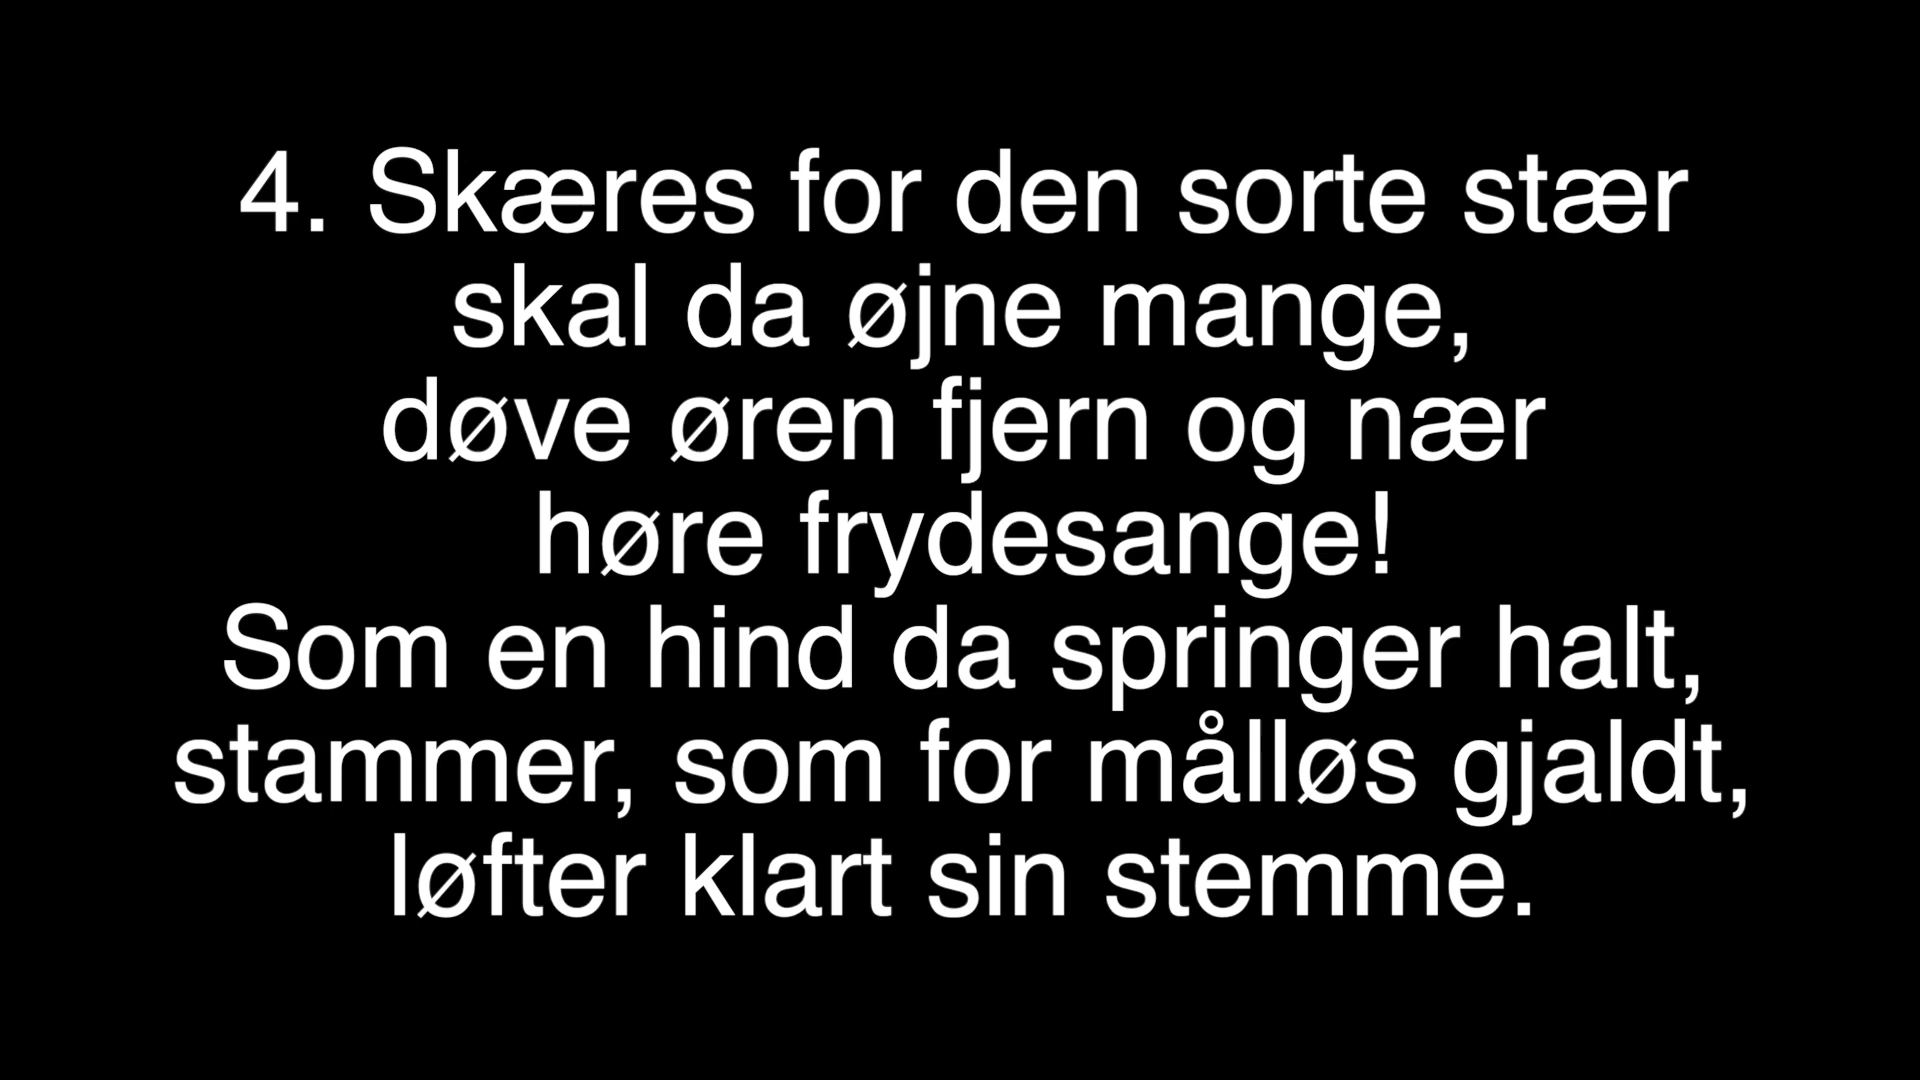 4. Skæres for den sorte stær
skal da øjne mange,
døve øren fjern og nær
høre frydesange!
Som en hind da springer halt,
stammer, som for målløs gjaldt,
løfter klart sin stemme.